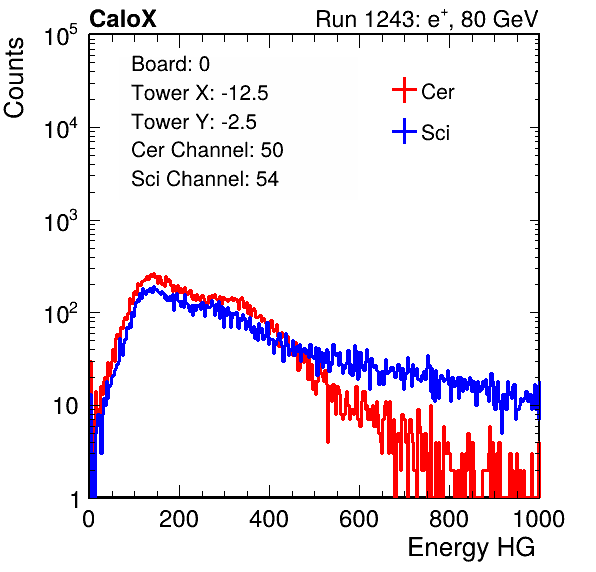 CaloX
Run 1243: e⁺, 80 GeV
Counts
10⁵
10⁴
10³
10²
10
1
Board: 0
Tower X: -12.5
Tower Y: -2.5
Cer Channel: 50
Sci Channel: 54
Cer
Sci
0 200 400 600 800 1000
Energy HG